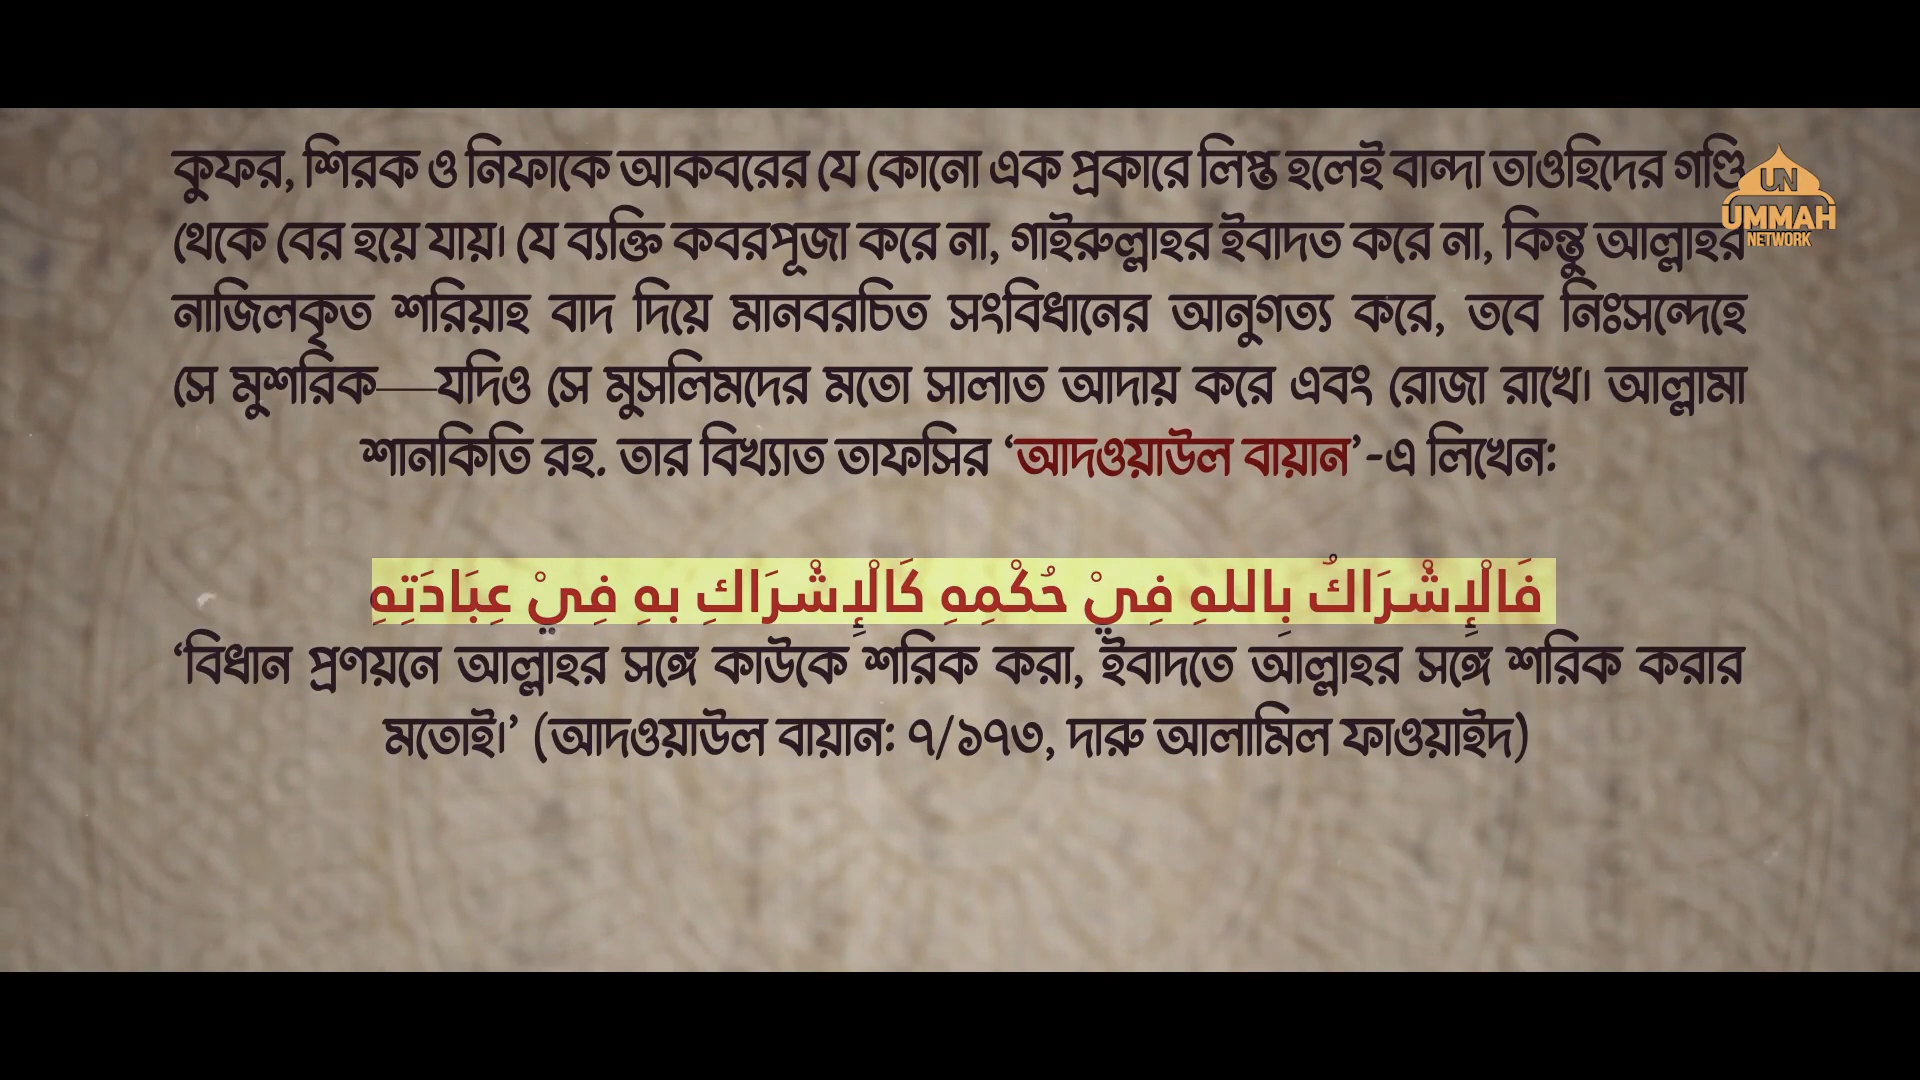 কুফর, শিরক ও নিফাকে আকবরের যে কোনো এক প্রকারে লিপ্ত হলেই বান্দা তাওহিদের গণ্ডি
থেকে বের হয়ে যায়। যে ব্যক্তি কবরপূজা করে না, গাইরুল্লাহর ইবাদত করে না, কিন্তু আল্লাহর
নাজিলকৃত শরিয়াহ বাদ দিয়ে মানবরচিত সংবিধানের আনুগত্য করে, তবে নিঃসন্দেহে
সে মুশরিক—যদিও সে মুসলিমদের মতো সালাত আদায় করে এবং রোজা রাখে। আল্লামা
শানকিতি রহ. তার বিখ্যাত তাফসির ‘আদওয়াউল বায়ান’-এ লিখেন:
فَالْإِشْرَاكُ بِاللهِ فِيْ حُكْمِهِ كَالْإِشْرَاكِ بِهِ فِيْ عِبَادَتِهِ
‘বিধান প্রণয়নে আল্লাহর সঙ্গে কাউকে শরিক করা, ইবাদতে আল্লাহর সঙ্গে শরিক করার
মতোই।’ (আদওয়াউল বায়ান: ৭/১৭৩, দারু আলামিল ফাওয়াইদ)
UN
UMMAH
NETWORK